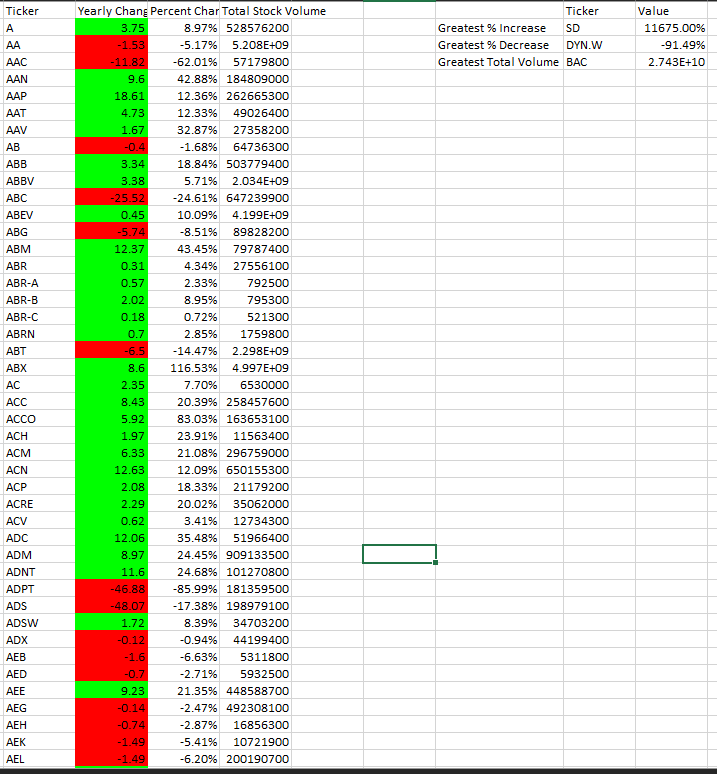 Ticker Yearly Chang Percent Char Total Stock Volume Ticker Value
A 3.75 8.97% 528576200 Greatest % Increase SD 11675.00%
AA -1.53 -5.17% 5.208E+09 Greatest % Decrease DYN.W -91.49%
AAC -11.82 -62.01% 57179800 Greatest Total Volume BAC 2.743E+10
AAN 9.6 42.88% 184809000
AAP 18.61 12.36% 262665300
AAT 4.73 12.33% 49026400
AAV 1.67 32.87% 27358200
AB -0.4 -1.68% 64736300
ABB 3.34 18.84% 503779400
ABBV 3.38 5.71% 2.034E+09
ABC -25.52 -24.61% 647239900
ABEV 0.45 10.09% 4.199E+09
ABG -5.74 -8.51% 89828200
ABM 12.37 43.45% 79787400
ABR 0.31 4.34% 27556100
ABR-A 0.57 2.33% 792500
ABR-B 2.02 8.95% 795300
ABR-C 0.18 0.72% 521300
ABRN 0.7 2.85% 1759800
ABT -6.5 -14.47% 2.298E+09
ABX 8.6 116.53% 4.997E+09
AC 2.35 7.70% 6530000
ACC 8.43 20.39% 258457600
ACCO 5.92 83.03% 163653100
ACH 1.97 23.91% 11563400
ACM 6.33 21.08% 296759000
ACN 12.63 12.09% 650155300
ACP 2.08 18.33% 21179200
ACRE 2.29 20.02% 35062000
ACV 0.62 3.41% 12734300
ADC 12.06 35.48% 51966400
ADM 8.97 24.45% 909133500
ADNT 11.6 24.68% 101270800
ADPT -46.88 -85.99% 181359500
ADS -48.07 -17.38% 198979100
ADSW 1.72 8.39% 34703200
ADX -0.12 -0.94% 44199400
AEB -1.6 -6.63% 5311800
AED -0.7 -2.71% 5932500
AEE 9.23 21.35% 448588700
AEG -0.14 -2.47% 492308100
AEH -0.74 -2.87% 16856300
AEK -1.49 -5.41% 10721900
AEL -1.49 -6.20% 200190700